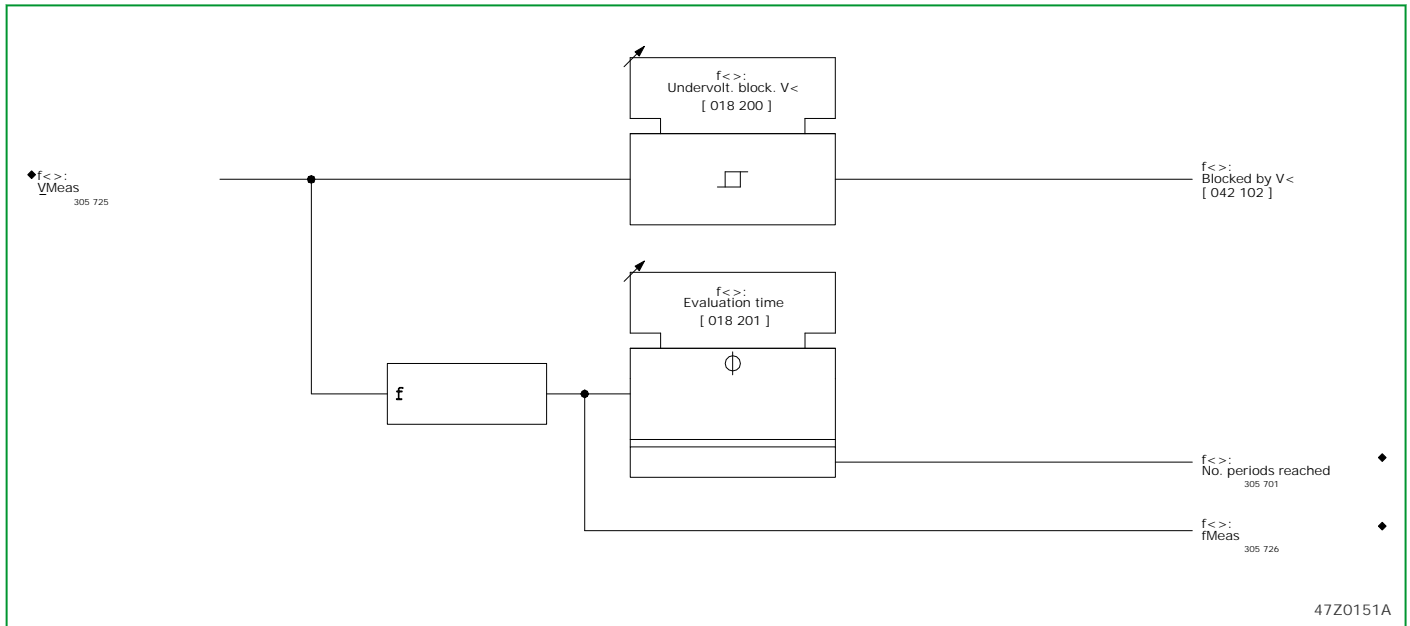 f<>:
Undervolt. block. V<
[ 018 200 ]
◆f<>:
VMeas
305 725
f<>:
Blocked by V<
[ 042 102 ]
f<>:
Evaluation time
[ 018 201 ]
f
f<>:
No. periods reached
305 701
f<>:
fMeas
305 726
47Z0151A